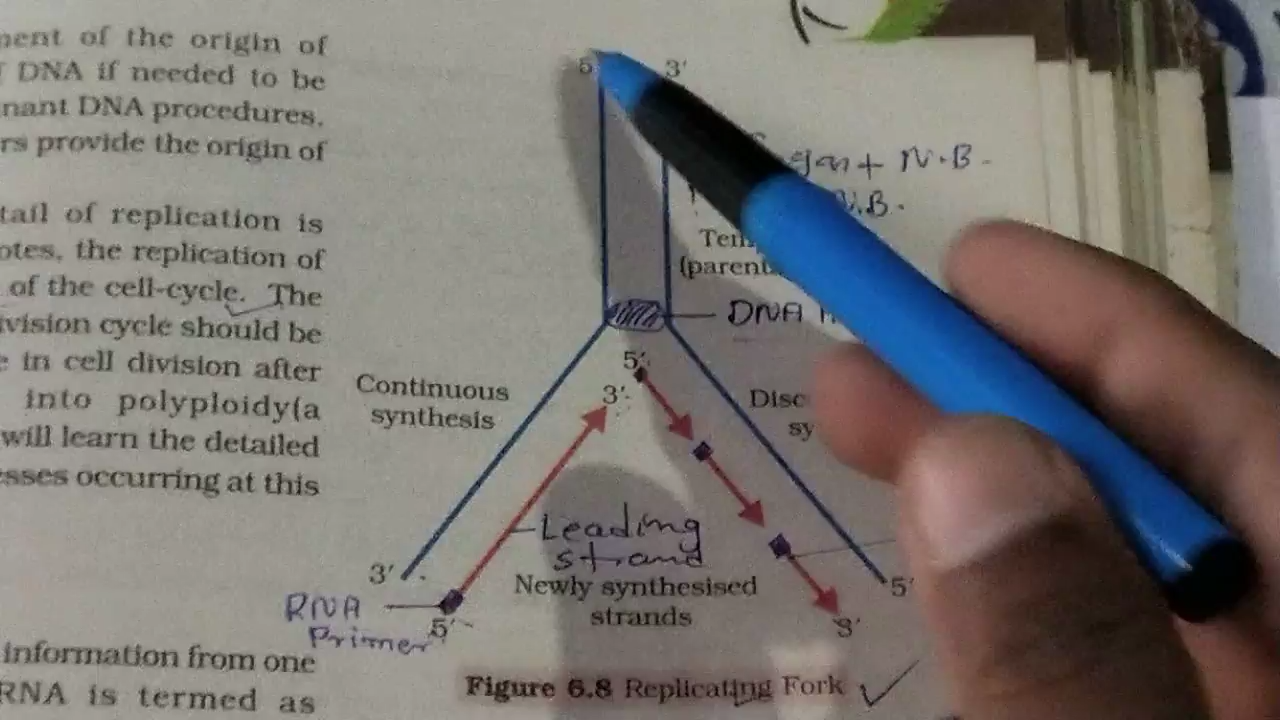 ment of the origin of
DNA if needed to be
nant DNA procedures.
rs provide the origin of
tail of replication is
otes, the replication of
of the cell-cycle. The
ivision cycle should be
e in cell division after
into polyploidy(a
will learn the detailed
esses occurring at this
information from one
RNA is termed as
5
3'
+ N.B.
N.B.
Tem
(parent
DNA
5'
3'
Continuous
synthesis
Disc
sy
Leading
strand
Newly synthesised
strands
3'
5'
RNA
Primer
5'
3'
Figure 6.8 Replicating Fork